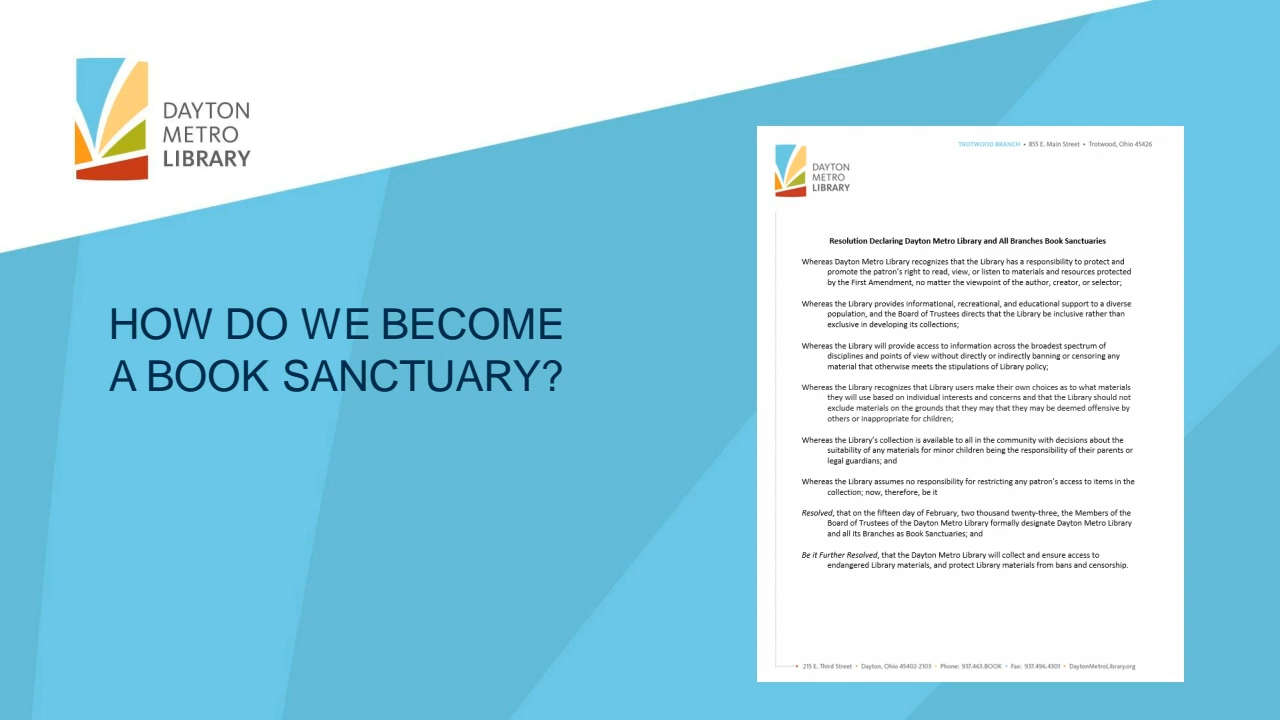 DAYTON
METRO
LIBRARY
HOW DO WE BECOME
A BOOK SANCTUARY?
TROTWOOD BRANCH • 855 E. Main Street • Trotwood, Ohio 45426
DAYTON
METRO
LIBRARY
Resolution Declaring Dayton Metro Library and All Branches Book Sanctuaries
Whereas Dayton Metro Library recognizes that the Library has a responsibility to protect and
promote the patron's right to read, view, or listen to materials and resources protected
by the First Amendment, no matter the viewpoint of the author, creator, or selector;
Whereas the Library provides informational, recreational, and educational support to a diverse
population, and the Board of Trustees directs that the Library be inclusive rather than
exclusive in developing its collections;
Whereas the Library will provide access to information across the broadest spectrum of
disciplines and points of view without directly or indirectly banning or censoring any
material that otherwise meets the stipulations of Library policy;
Whereas the Library recognizes that Library users make their own choices as to what materials
they will use based on individual interests and concerns and that the Library should not
exclude materials on the grounds that they may that they may be deemed offensive by
others or inappropriate for children;
Whereas the Library's collection is available to all in the community with decisions about the
suitability of any materials for minor children being the responsibility of their parents or
legal guardians; and
Whereas the Library assumes no responsibility for restricting any patron's access to items in the
collection; now, therefore, be it
Resolved, that on the fifteen day of February, two thousand twenty-three, the Members of the
Board of Trustees of the Dayton Metro Library formally designate Dayton Metro Library
and all its Branches as Book Sanctuaries; and
Be it Further Resolved, that the Dayton Metro Library will collect and ensure access to
endangered Library materials, and protect Library materials from bans and censorship.
215 E. Third Street • Dayton, Ohio 45402-2103 • Phone: 937.463.BOOK • Fax: 937.496.4301 • DaytonMetroLibrary.org